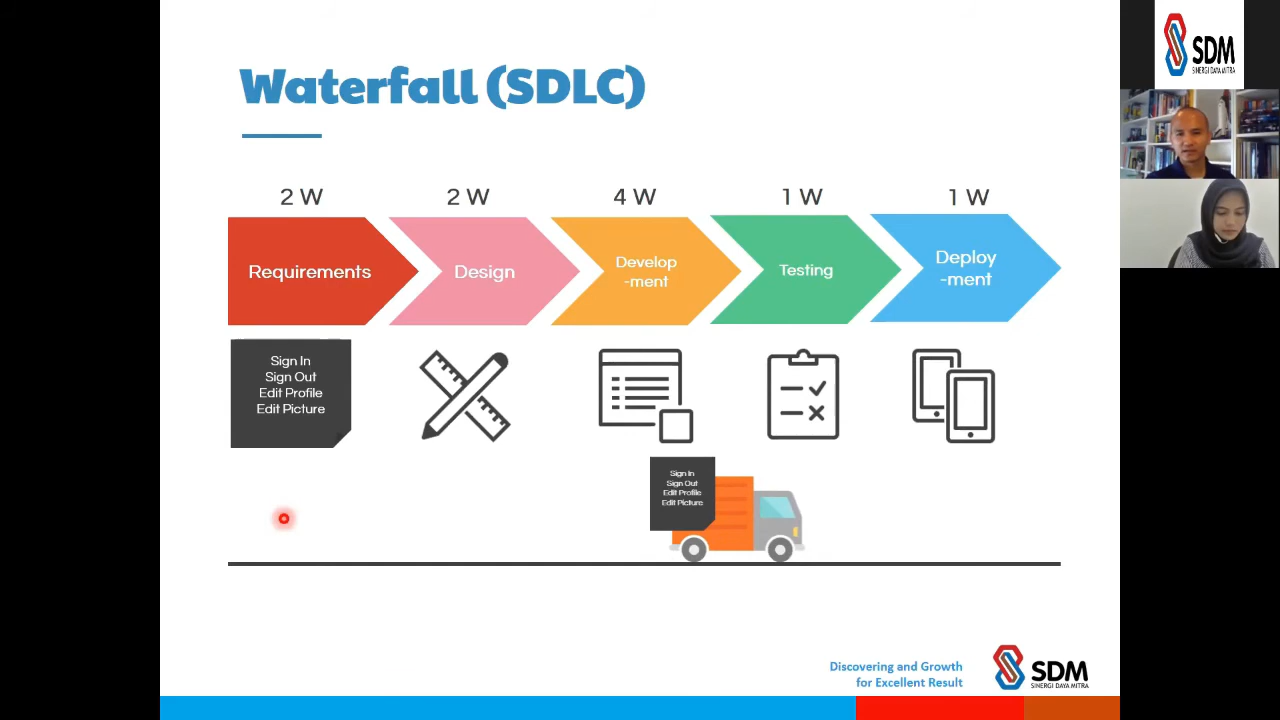 Waterfall (SDLC)
2 W
2 W
4 W
1 W
1 W
Requirements
Design
Develop
-ment
Testing
Deploy
-ment
Sign In
Sign Out
Edit Profile
Edit Picture
Sign In
Sign Out
Edit Profile
Edit Picture
Discovering and Growth
for Excellent Result
SDM
SINERGI DAYA MITRA
SDM
SINERGI DAYA MITRA